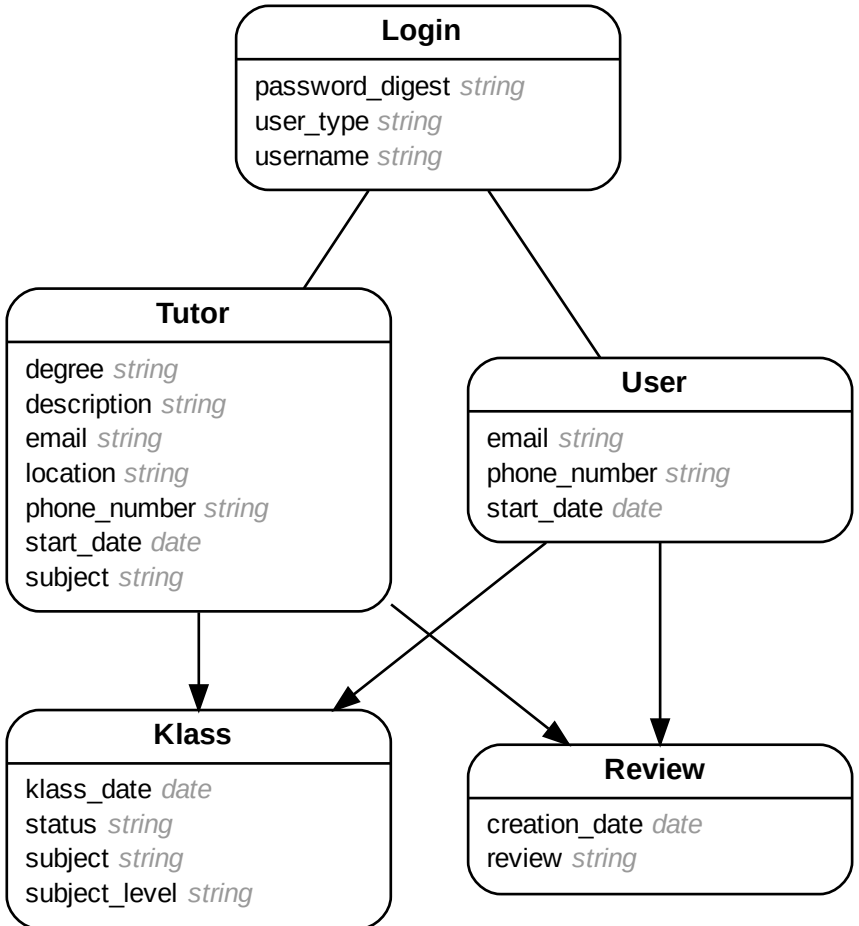 Login
password_digest string
user_type string
username string
Tutor
degree string
description string
email string
location string
phone_number string
start_date date
subject string
User
email string
phone_number string
start_date date
Klass
klass_date date
status string
subject string
subject_level string
Review
creation_date date
review string